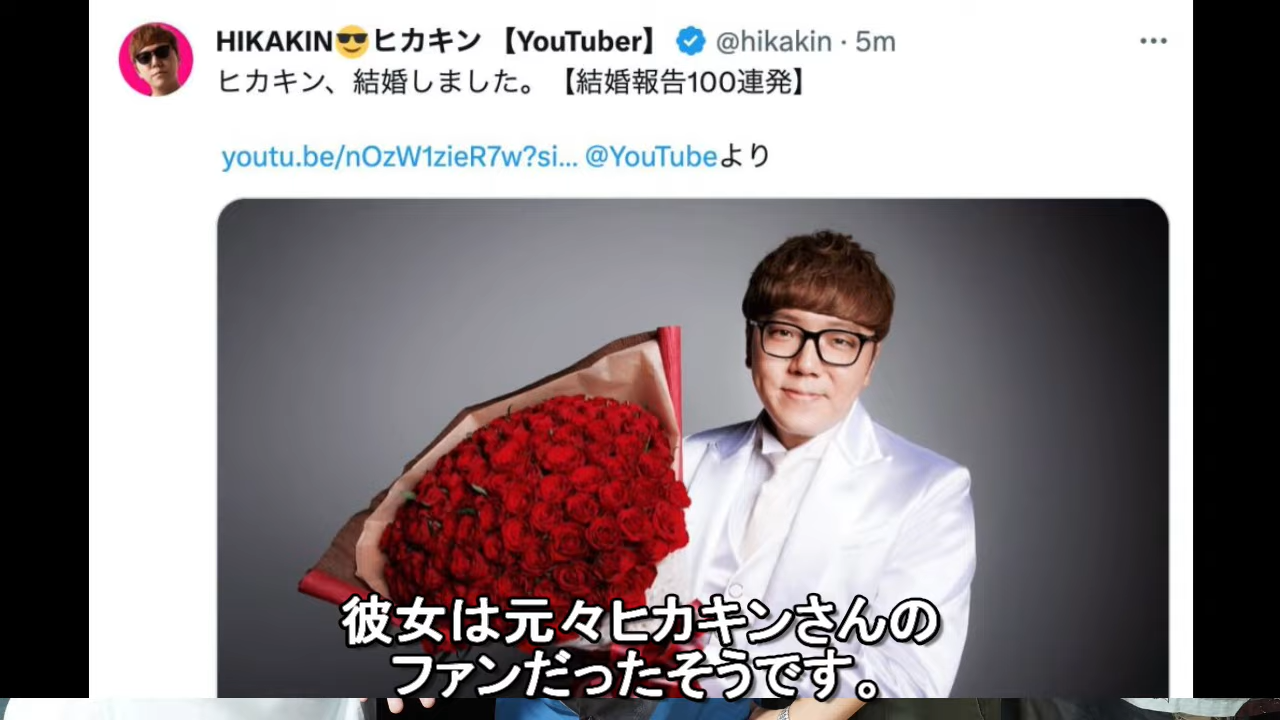 HIKAKIN😎ヒカキン 【YouTuber】 @hikakin · 5m
ヒカキン、結婚しました。【結婚報告100連発】
youtu.be/nOzW1zieR7w?si... @YouTubeより
彼女は元々ヒカキンさんの
ファンだったそうです。